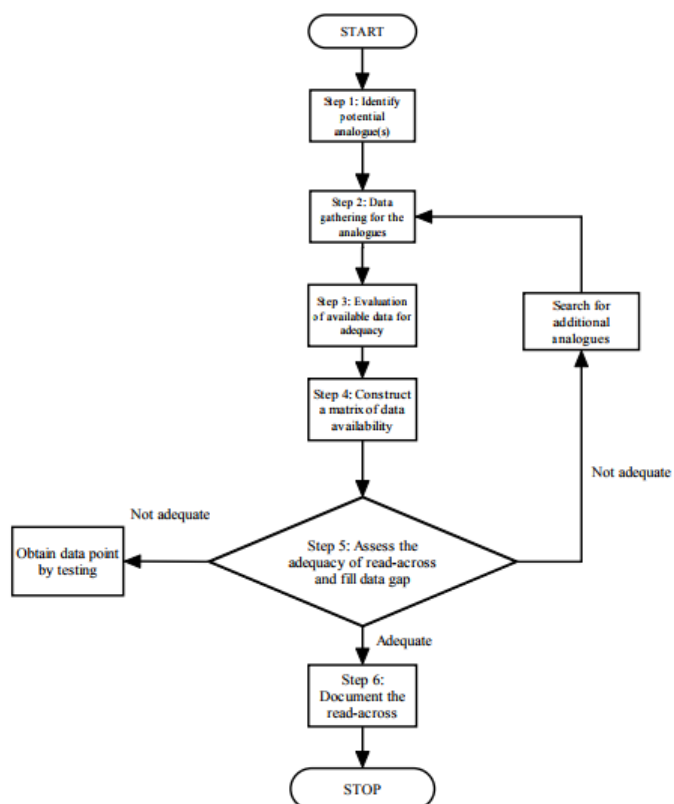 START
Step 1: Identify
potential
analogue(s)
Step 2: Data
gathering for the
analogues
Step 3: Evaluation
of available data for
adequacy
Search for
additional
analogues
Step 4: Construct
a matrix of data
availability
Not adequate
Not adequate
Obtain data point
by testing
Step 5: Assess the
adequacy of read-across
and fill data gap
Adequate
Step 6:
Document the
read-across
STOP